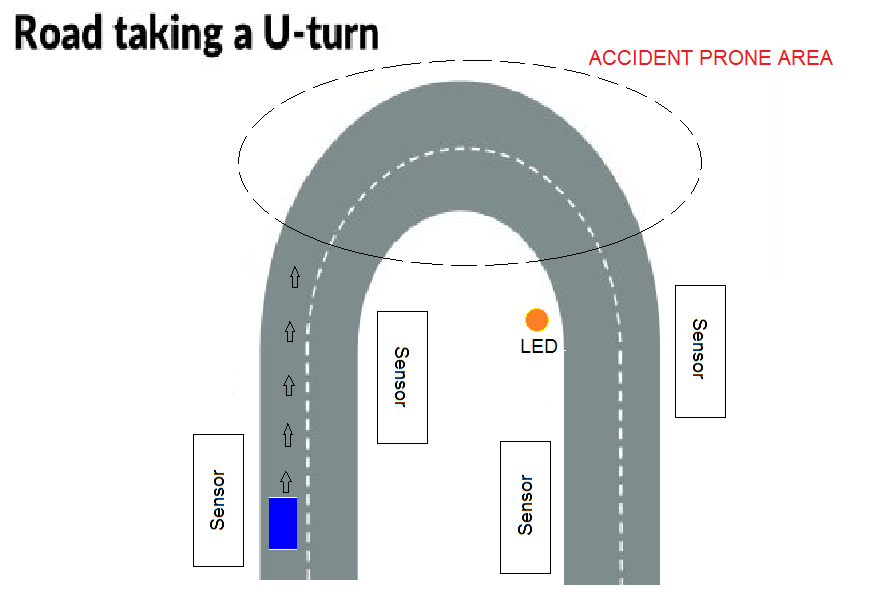 Road taking a U-turn
ACCIDENT PRONE AREA
Sensor
LED
Sensor
Sensor
Sensor